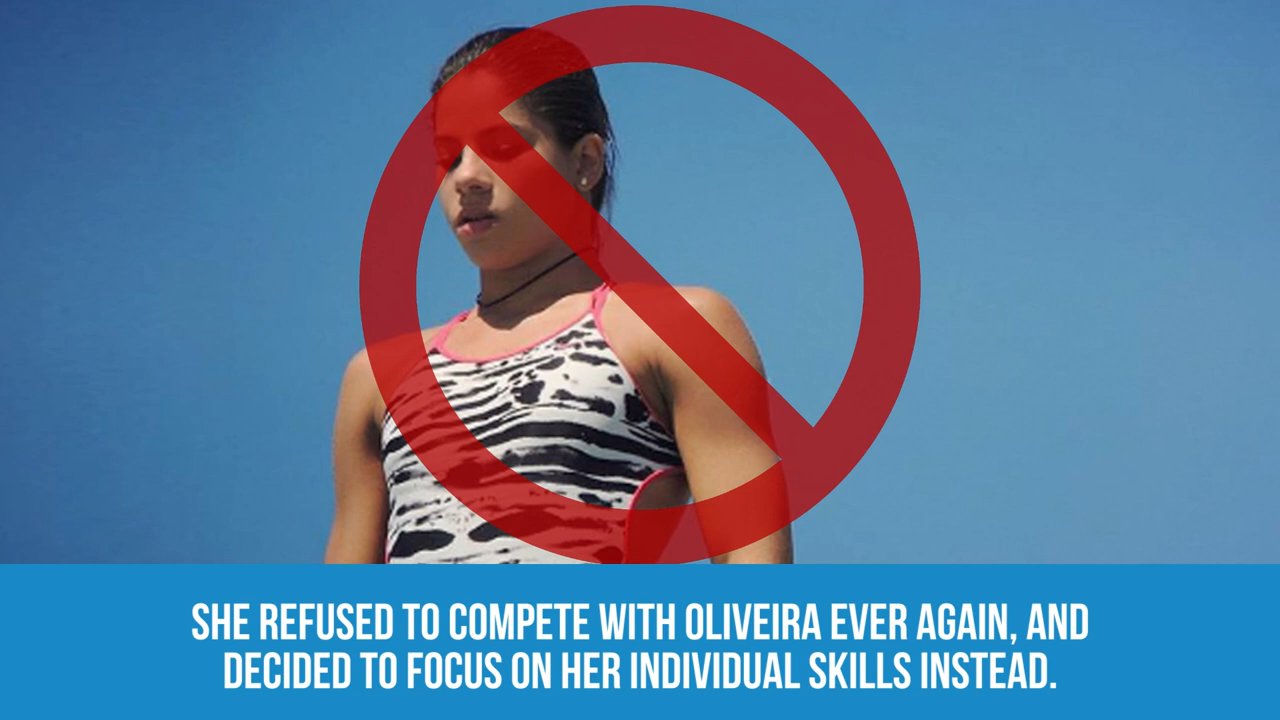 SHE REFUSED TO COMPETE WITH OLIVEIRA EVER AGAIN, AND
DECIDED TO FOCUS ON HER INDIVIDUAL SKILLS INSTEAD.